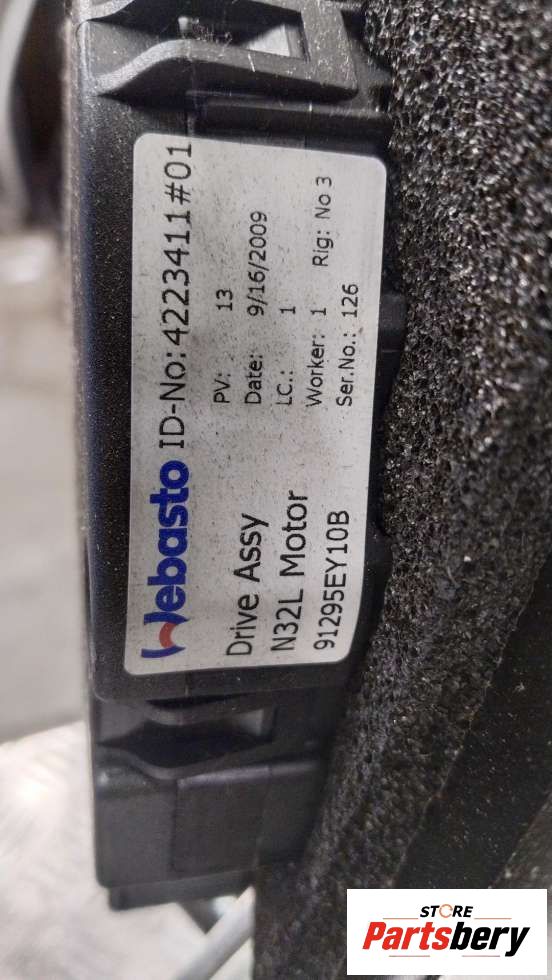 Webasto ID-No:4223411#01
Drive Assy
N32L Motor
91295EY10B
PV: 13
Date: 9/16/2009
LC.: 1
Worker: 1 Rig: No 3
Ser.No.: 126
STORE
Partsbery